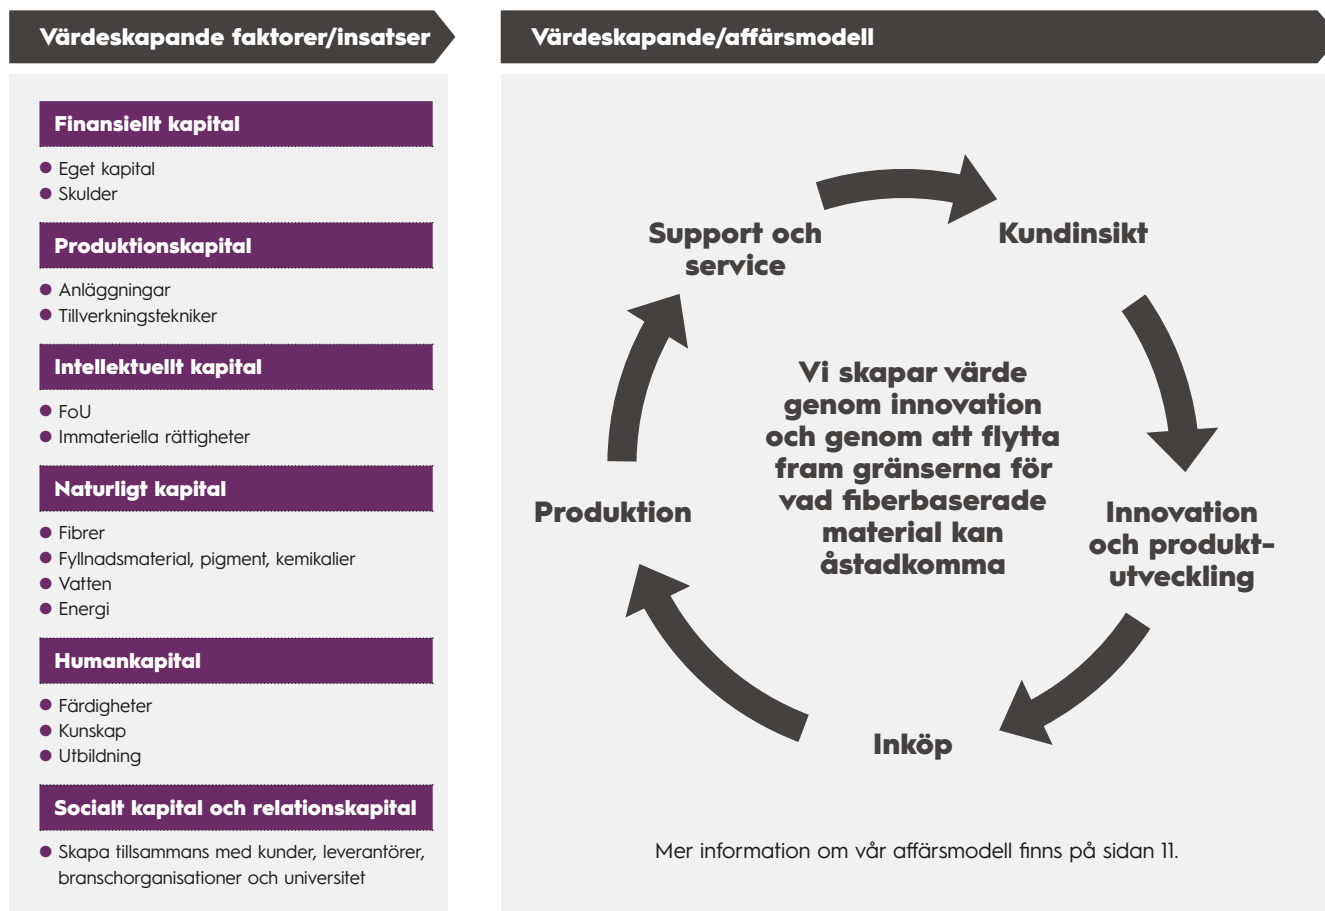 Värdeskapande faktorer/insatser
Finansiellt kapital
Eget kapital
Skulder
Produktionskapital
Anläggningar
Tillverkningstekniker
Intellektuellt kapital
FoU
Immateriella rättigheter
Naturligt kapital
Fibrer
Fyllnadsmaterial, pigment, kemikalier
Vatten
Energi
Humankapital
Färdigheter
Kunskap
Utbildning
Socialt kapital och relationskapital
Skapa tillsammans med kunder, leverantörer,
branschorganisationer och universitet
Värdeskapande/affärsmodell
Support och
service
Kundinsikt
Vi skapar värde
genom innovation
och genom att flytta
fram gränserna för
vad fiberbaserade
material kan
åstadkomma
Produktion
Innovation
och produkt-
utveckling
Inköp
Mer information om vår affärsmodell finns på sidan 11.